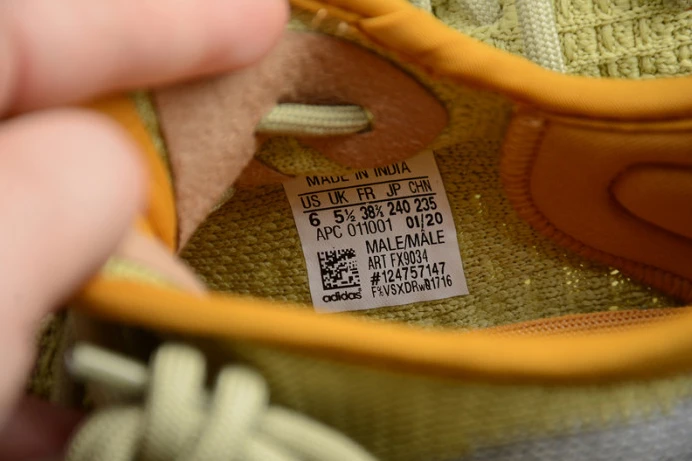 MADE IN INDIA
US UK FR JP CHN
6 5½ 38⅔ 240 235
APC 011001 01/20
MALE/MÂLE
ART FX9034
#124757147
adidas